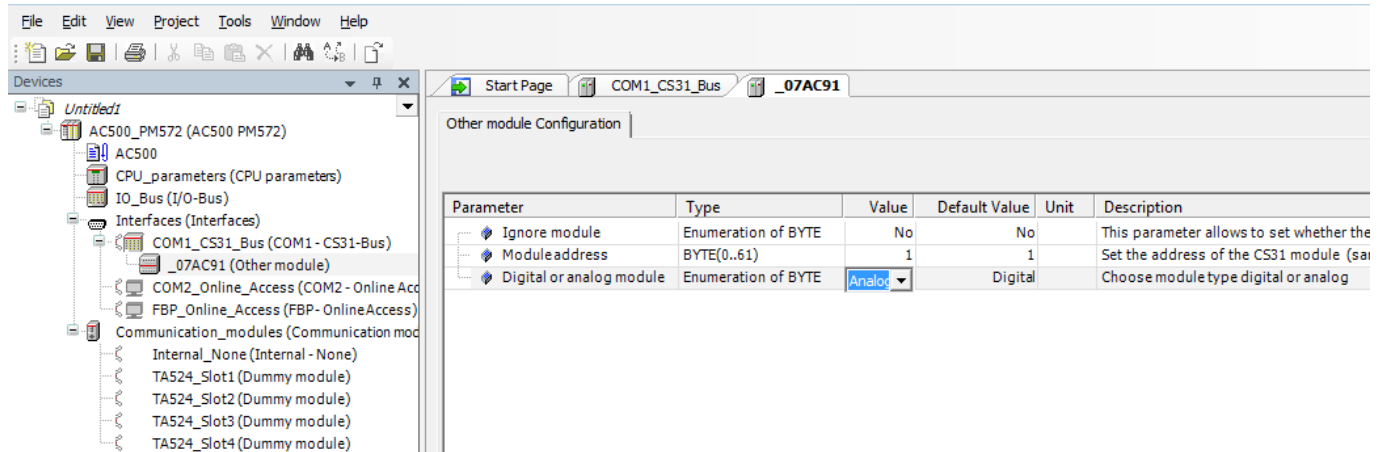 File Edit View Project Tools Window Help
Devices
Untitled1
AC500_PM572 (AC500 PM572)
AC500
CPU_parameters (CPU parameters)
IO_Bus (I/O-Bus)
Interfaces (Interfaces)
COM1_CS31_Bus (COM1 - CS31-Bus)
_07AC91 (Other module)
COM2_Online_Access (COM2 - Online Acc
FBP_Online_Access (FBP- OnlineAccess)
Communication_modules (Communication mod
Internal_None (Internal - None)
TA524_Slot1 (Dummy module)
TA524_Slot2 (Dummy module)
TA524_Slot3 (Dummy module)
TA524_Slot4 (Dummy module)
Start Page COM1_CS31_Bus _07AC91
Other module Configuration
Parameter Type Value Default Value Unit Description
Ignore module Enumeration of BYTE No No This parameter allows to set whether the
Module address BYTE(0..61) 1 1 Set the address of the CS31 module (sar
Digital or analog module Enumeration of BYTE Analog Digital Choose module type digital or analog